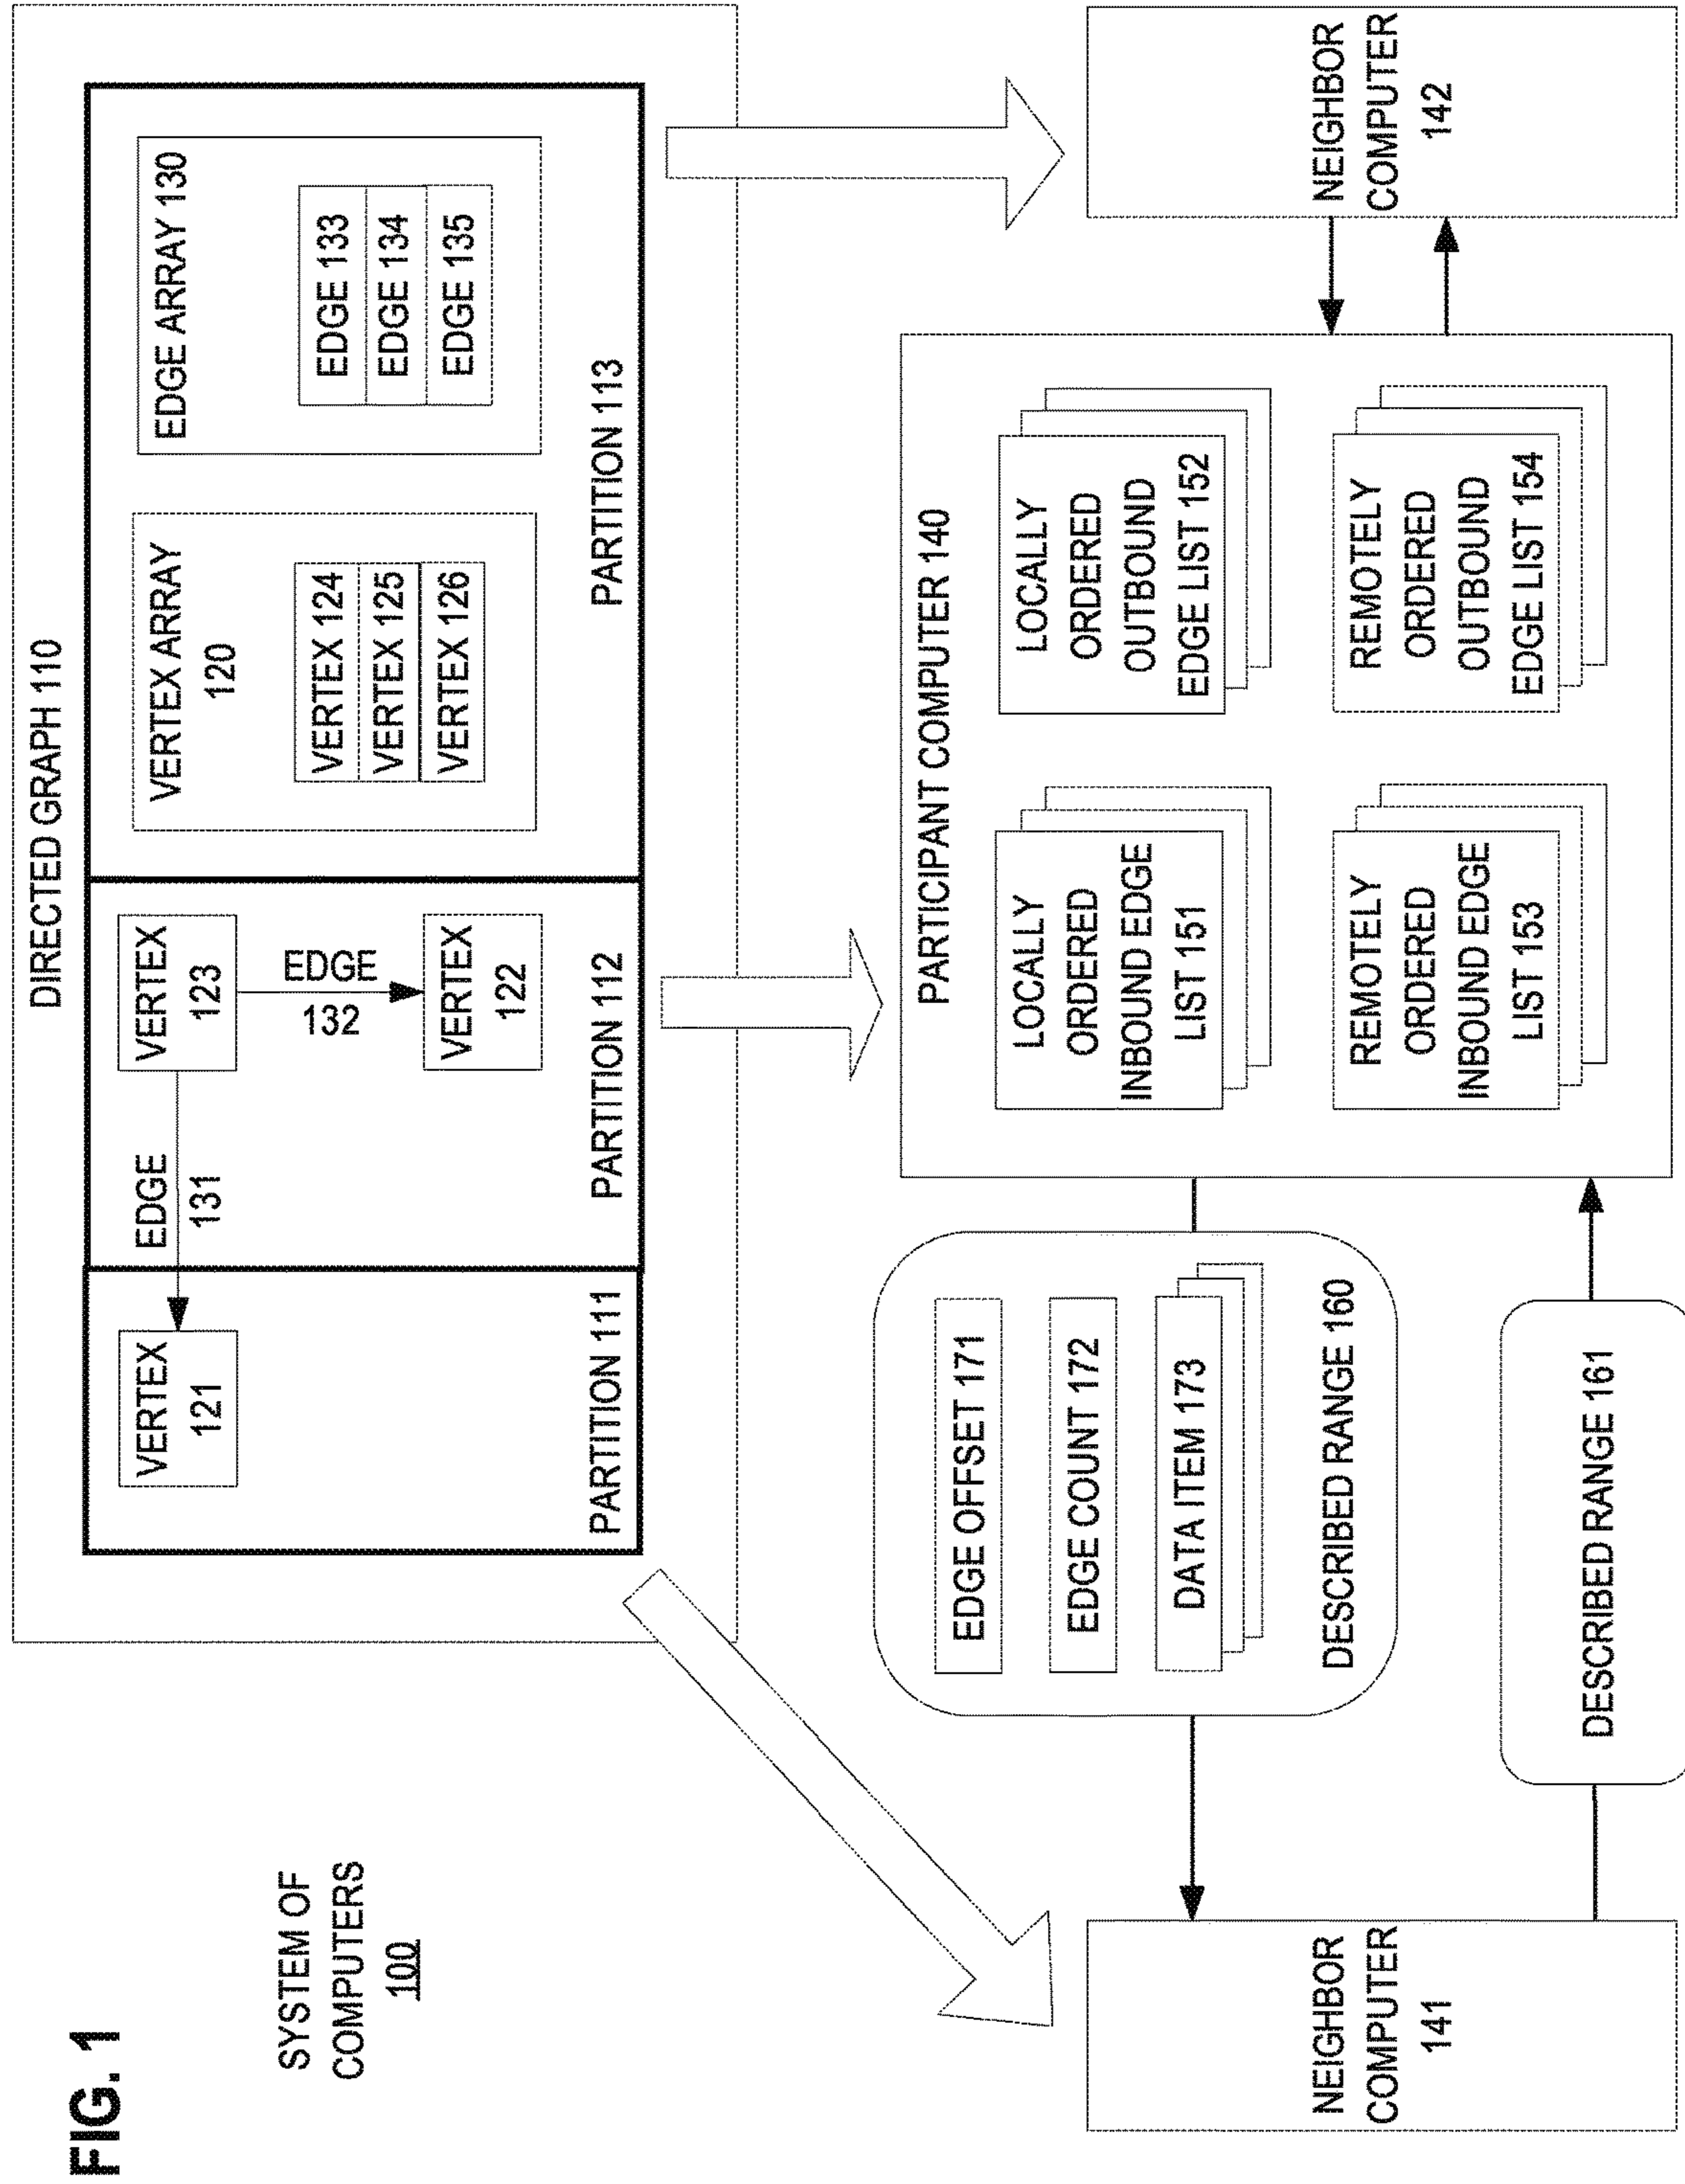 FIG. 1
SYSTEM OF
COMPUTERS
100
DIRECTED GRAPH 110
VERTEX
121
PARTITION 111
EDGE
131
VERTEX
123
EDGE
132
VERTEX
122
PARTITION 112
VERTEX ARRAY
120
VERTEX 124
VERTEX 125
VERTEX 126
EDGE ARRAY 130
EDGE 133
EDGE 134
EDGE 135
PARTITION 113
NEIGHBOR
COMPUTER
141
EDGE OFFSET 171
EDGE COUNT 172
DATA ITEM 173
DESCRIBED RANGE 160
DESCRIBED RANGE 161
PARTICIPANT COMPUTER 140
LOCALLY
ORDERED
INBOUND EDGE
LIST 151
LOCALLY
ORDERED
OUTBOUND
EDGE LIST 152
REMOTELY
ORDERED
INBOUND EDGE
LIST 153
REMOTELY
ORDERED
OUTBOUND
EDGE LIST 154
NEIGHBOR
COMPUTER
142